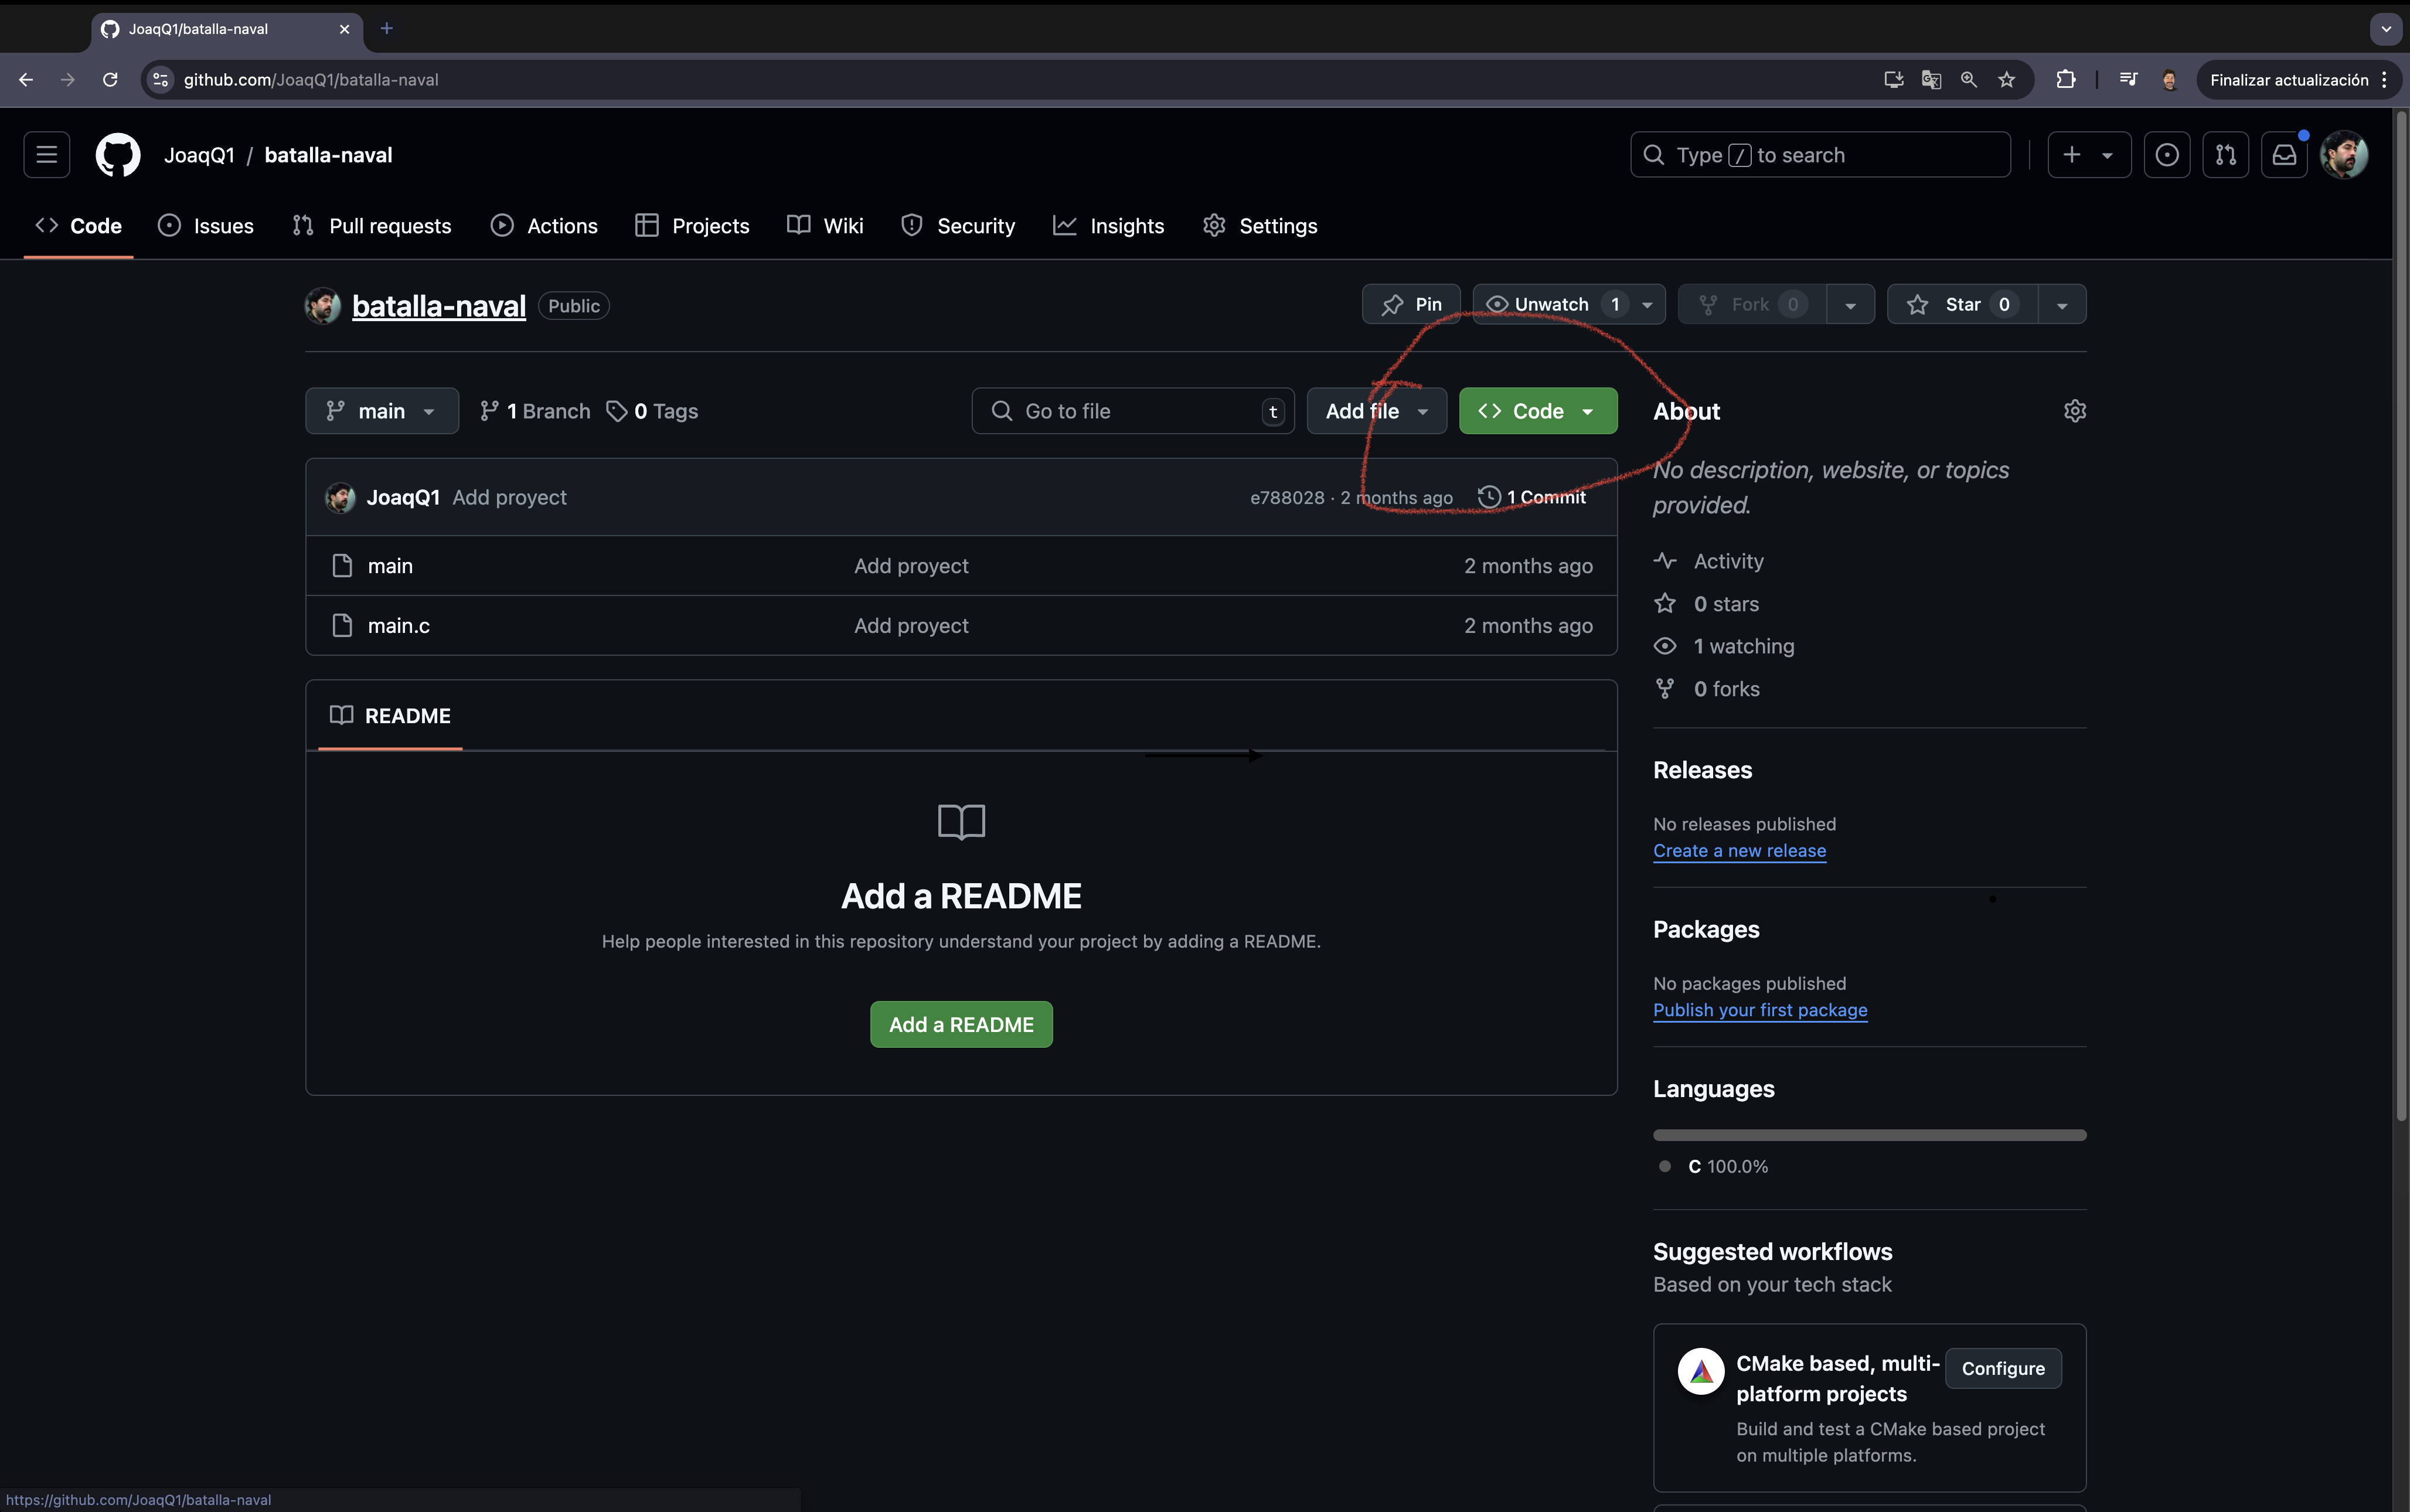 JoaqQ1/batalla-naval
github.com/JoaqQ1/batalla-naval
Finalizar actualización
JoaqQ1 / batalla-naval
Type / to search
Code
Issues
Pull requests
Actions
Projects
Wiki
Security
Insights
Settings
batalla-naval
Public
Pin
Unwatch 1
Fork 0
Star 0
main
1 Branch
0 Tags
Go to file
t
Add file
Code
JoaqQ1 Add proyect
e788028 · 2 months ago
1 Commit
main
Add proyect
2 months ago
main.c
Add proyect
2 months ago
README
Add a README
Help people interested in this repository understand your project by adding a README.
Add a README
About
No description, website, or topics
provided.
Activity
0 stars
1 watching
0 forks
Releases
No releases published
Create a new release
Packages
No packages published
Publish your first package
Languages
C 100.0%
Suggested workflows
Based on your tech stack
CMake based, multi-
platform projects
Configure
Build and test a CMake based project
on multiple platforms.
https://github.com/JoaqQ1/batalla-naval